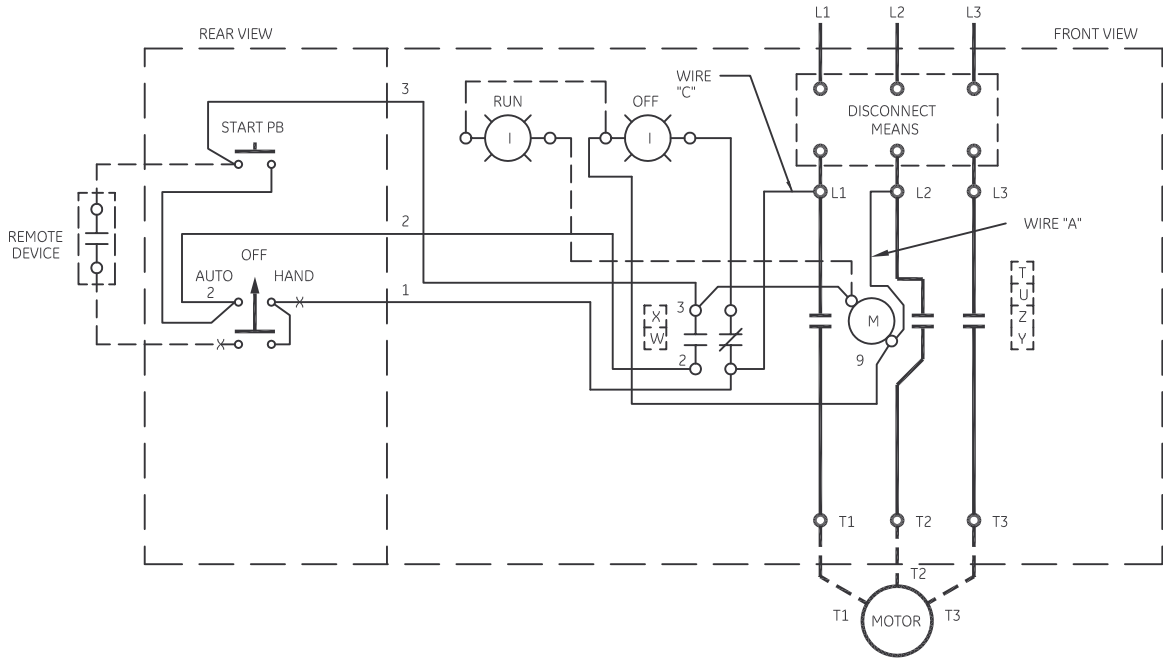 L1 L2 L3
REAR VIEW
FRONT VIEW
WIRE
"C"
3
RUN
OFF
DISCONNECT
MEANS
START PB
L1
L2
L3
2
REMOTE
DEVICE
WIRE "A"
OFF
AUTO
2
HAND
X
1
T
U
Z
Y
3
X
W
M
X
2
9
T1
T2
T3
T2
T1
MOTOR
T3